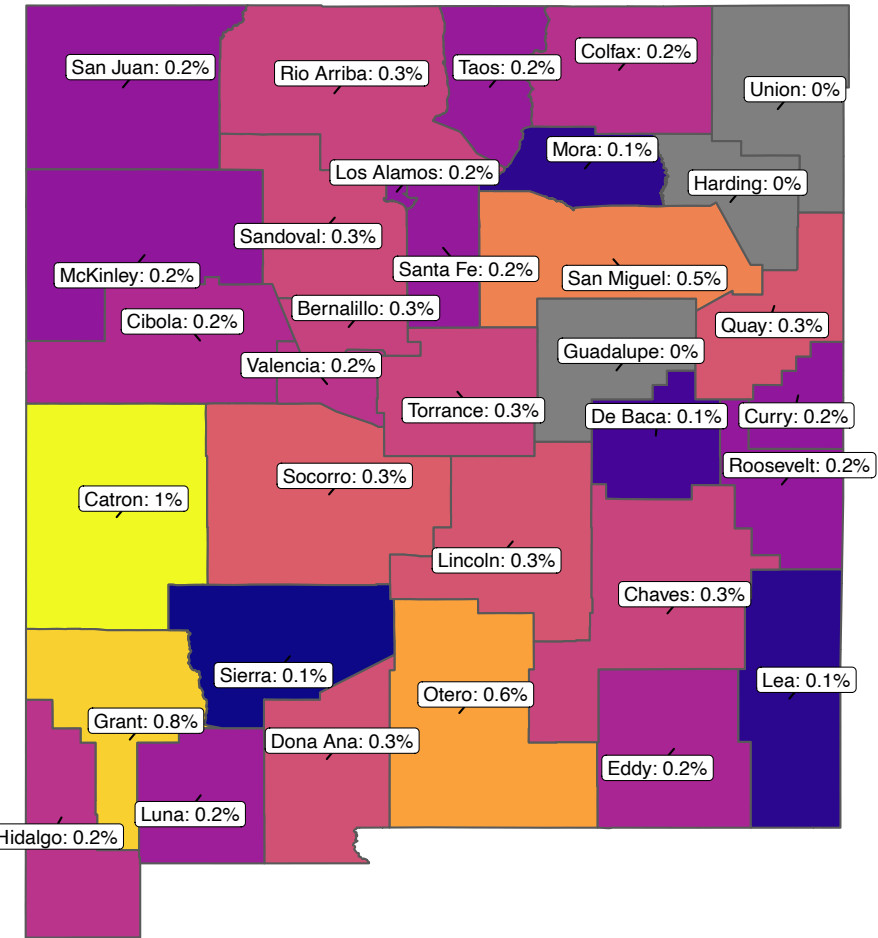 Colfax: 0.2%
San Juan: 0.2%
Rio Arriba: 0.3%
Taos: 0.2%
Union: 0%
Mora: 0.1%
Los Alamos: 0.2%
Harding: 0%
Sandoval: 0.3%
McKinley: 0.2%
Santa Fe: 0.2%
San Miguel: 0.5%
Bernalillo: 0.3%
Cibola: 0.2%
Quay: 0.3%
Guadalupe: 0%
Valencia: 0.2%
Torrance: 0.3%
De Baca: 0.1%
Curry: 0.2%
Roosevelt: 0.2%
Socorro: 0.3%
Catron: 1%
Lincoln: 0.3%
Chaves: 0.3%
Sierra: 0.1%
Lea: 0.1%
Otero: 0.6%
Grant: 0.8%
Dona Ana: 0.3%
Eddy: 0.2%
Luna: 0.2%
Hidalgo: 0.2%